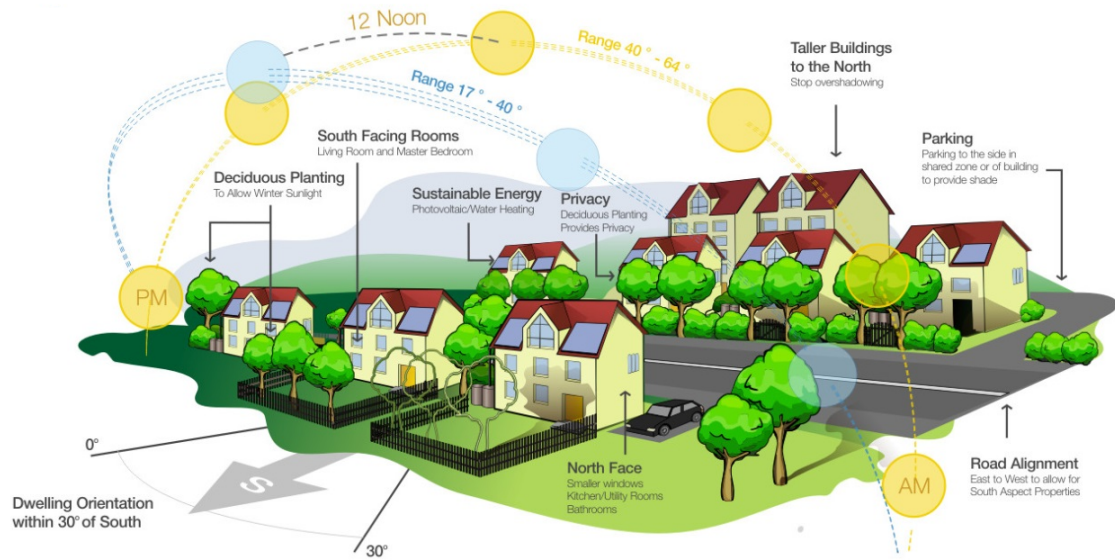 12 Noon
Range 40 ° - 64 °
Range 17 ° - 40 °
Taller Buildings
to the North
Stop overshadowing
Parking
Parking to the side in
shared zone or of building
to provide shade
South Facing Rooms
Living Room and Master Bedroom
Deciduous Planting
To Allow Winter Sunlight
Sustainable Energy
Photovoltaic/Water Heating
Privacy
Deciduous Planting
Provides Privacy
PM
0°
S
Dwelling Orientation
within 30° of South
30°
North Face
Smaller windows
Kitchen/Utility Rooms
Bathrooms
AM
Road Alignment
East to West to allow for
South Aspect Properties